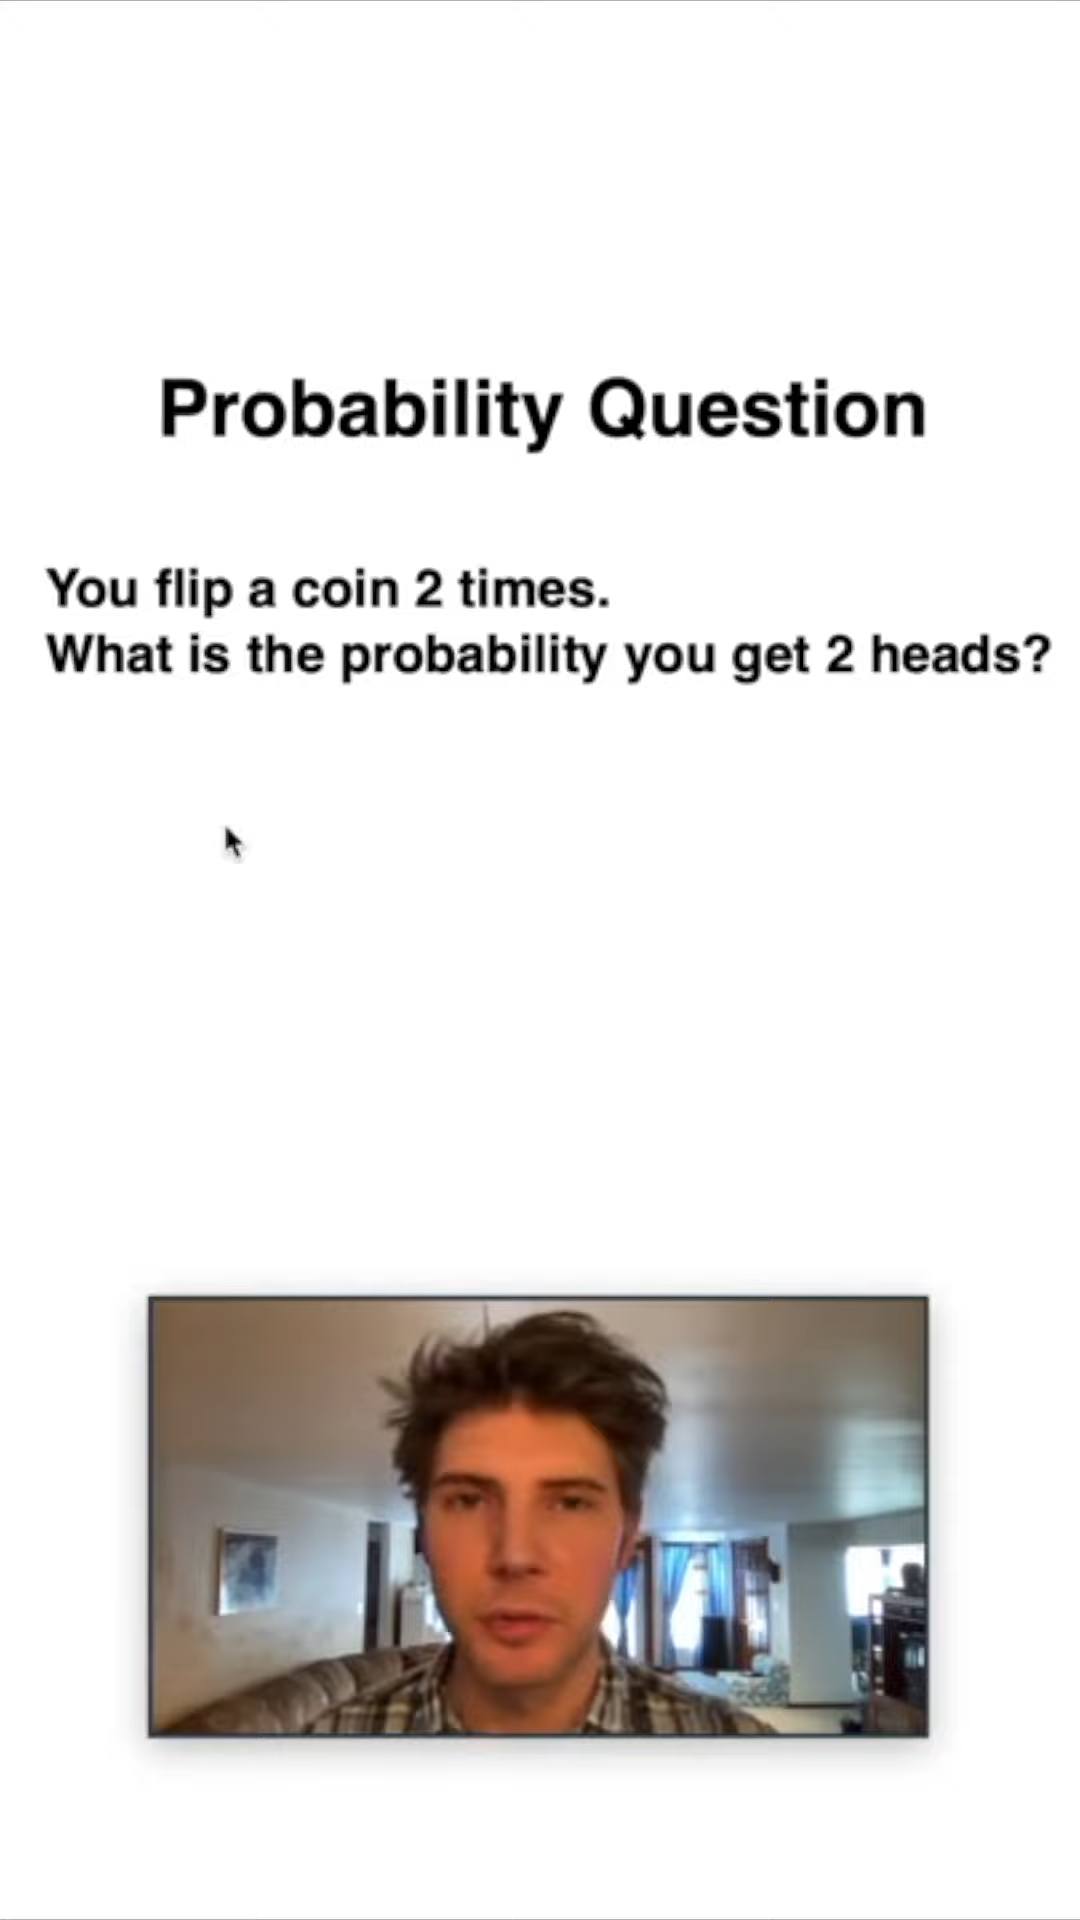 Probability Question
You flip a coin 2 times.
What is the probability you get 2 heads?